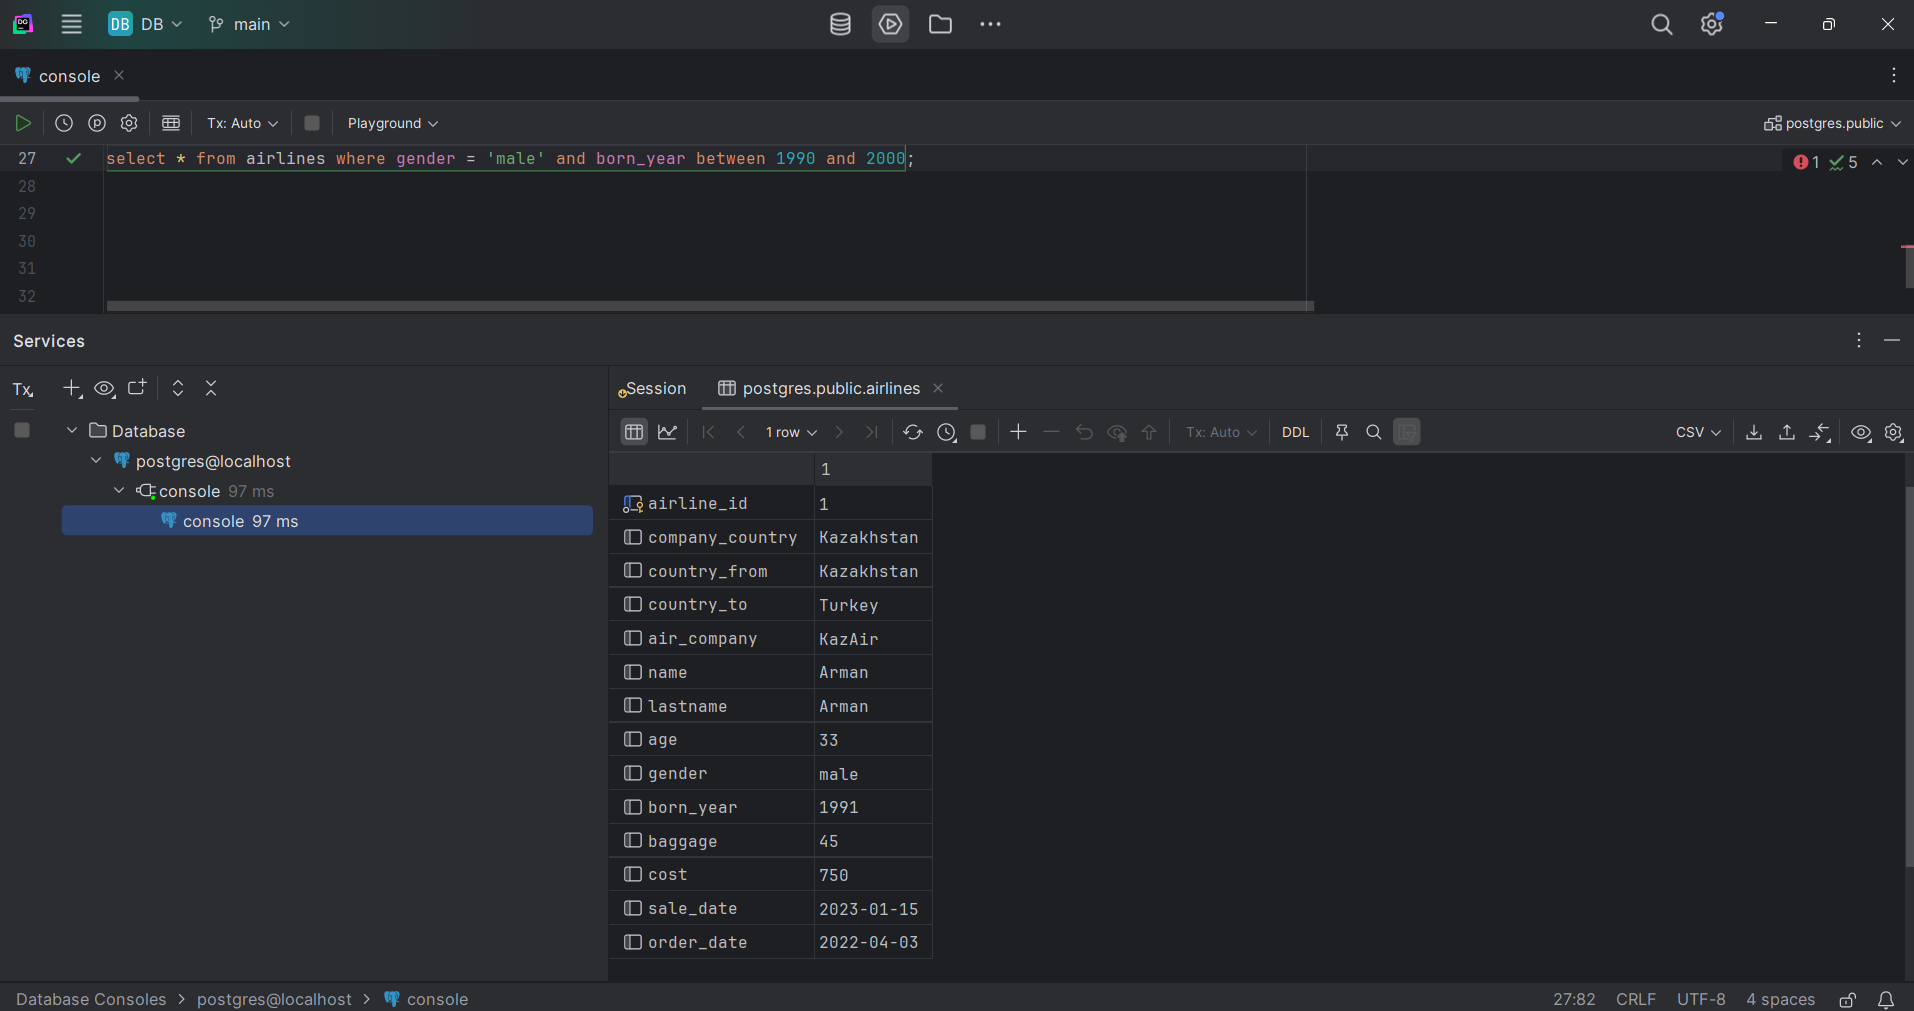 DB DB main
console
Tx: Auto Playground postgres.public
27 select * from airlines where gender = 'male' and born_year between 1990 and 2000; 1 5
28
29
30
31
32
Services
Tx Session postgres.public.airlines
1 row Tx: Auto DDL CSV
Database
postgres@localhost
console 97 ms
console 97 ms
1
airline_id 1
company_country Kazakhstan
country_from Kazakhstan
country_to Turkey
air_company KazAir
name Arman
lastname Arman
age 33
gender male
born_year 1991
baggage 45
cost 750
sale_date 2023-01-15
order_date 2022-04-03
Database Consoles > postgres@localhost > console 27:82 CRLF UTF-8 4 spaces